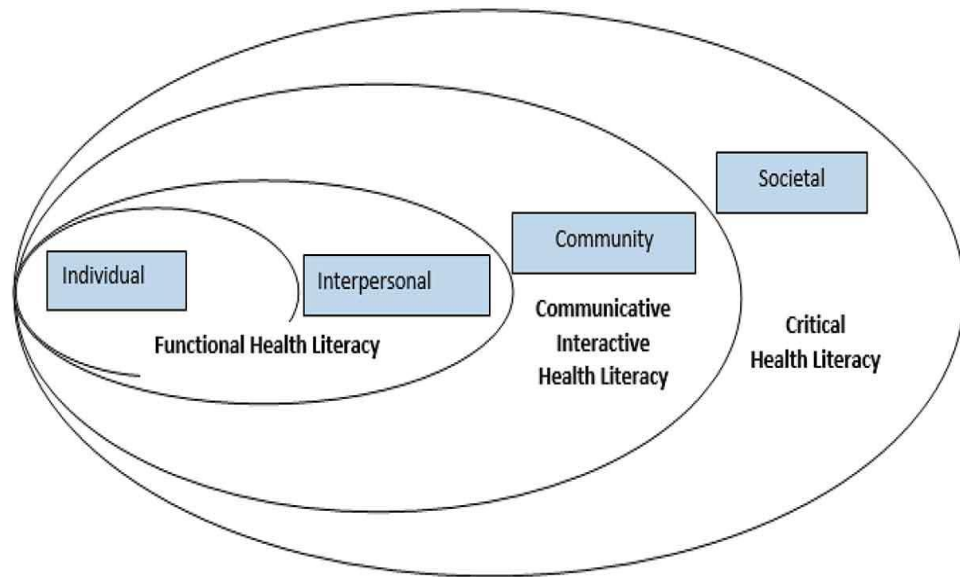 Societal
Community
Individual
Interpersonal
Functional Health Literacy
Communicative
Interactive
Health Literacy
Critical
Health Literacy